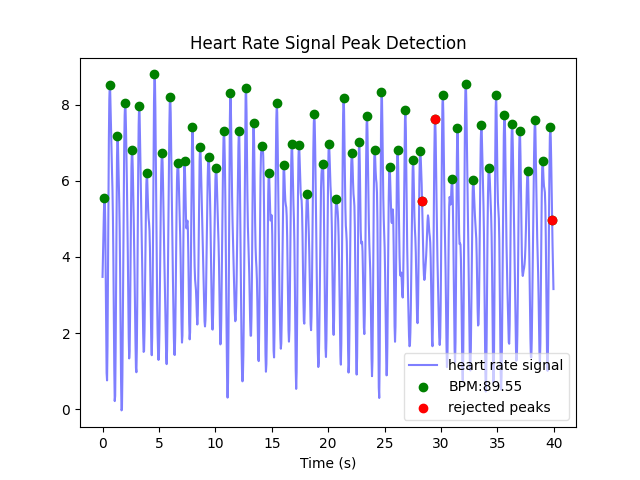 Heart Rate Signal Peak Detection
8
6
4
2
0
heart rate signal
BPM:89.55
rejected peaks
0 5 10 15 20 25 30 35 40
Time (s)